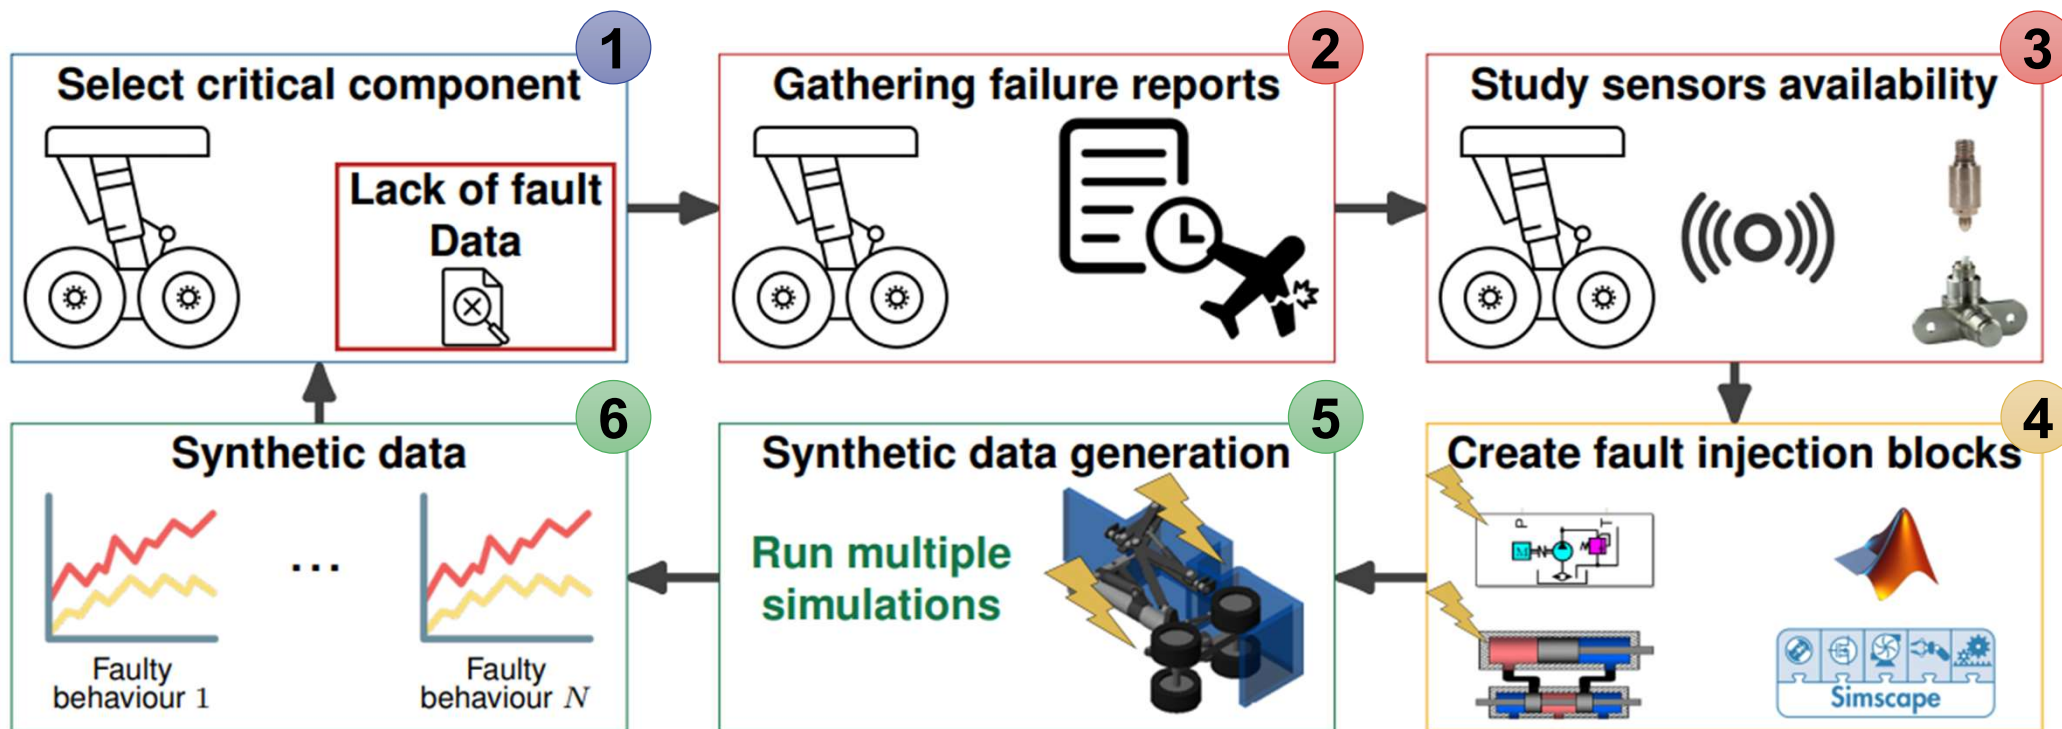 1
Select critical component
Lack of fault
Data
2
Gathering failure reports
3
Study sensors availability
4
Create fault injection blocks
P
T
M
Simscape
5
Synthetic data generation
Run multiple
simulations
6
Synthetic data
...
Faulty
behaviour 1
Faulty
behaviour N